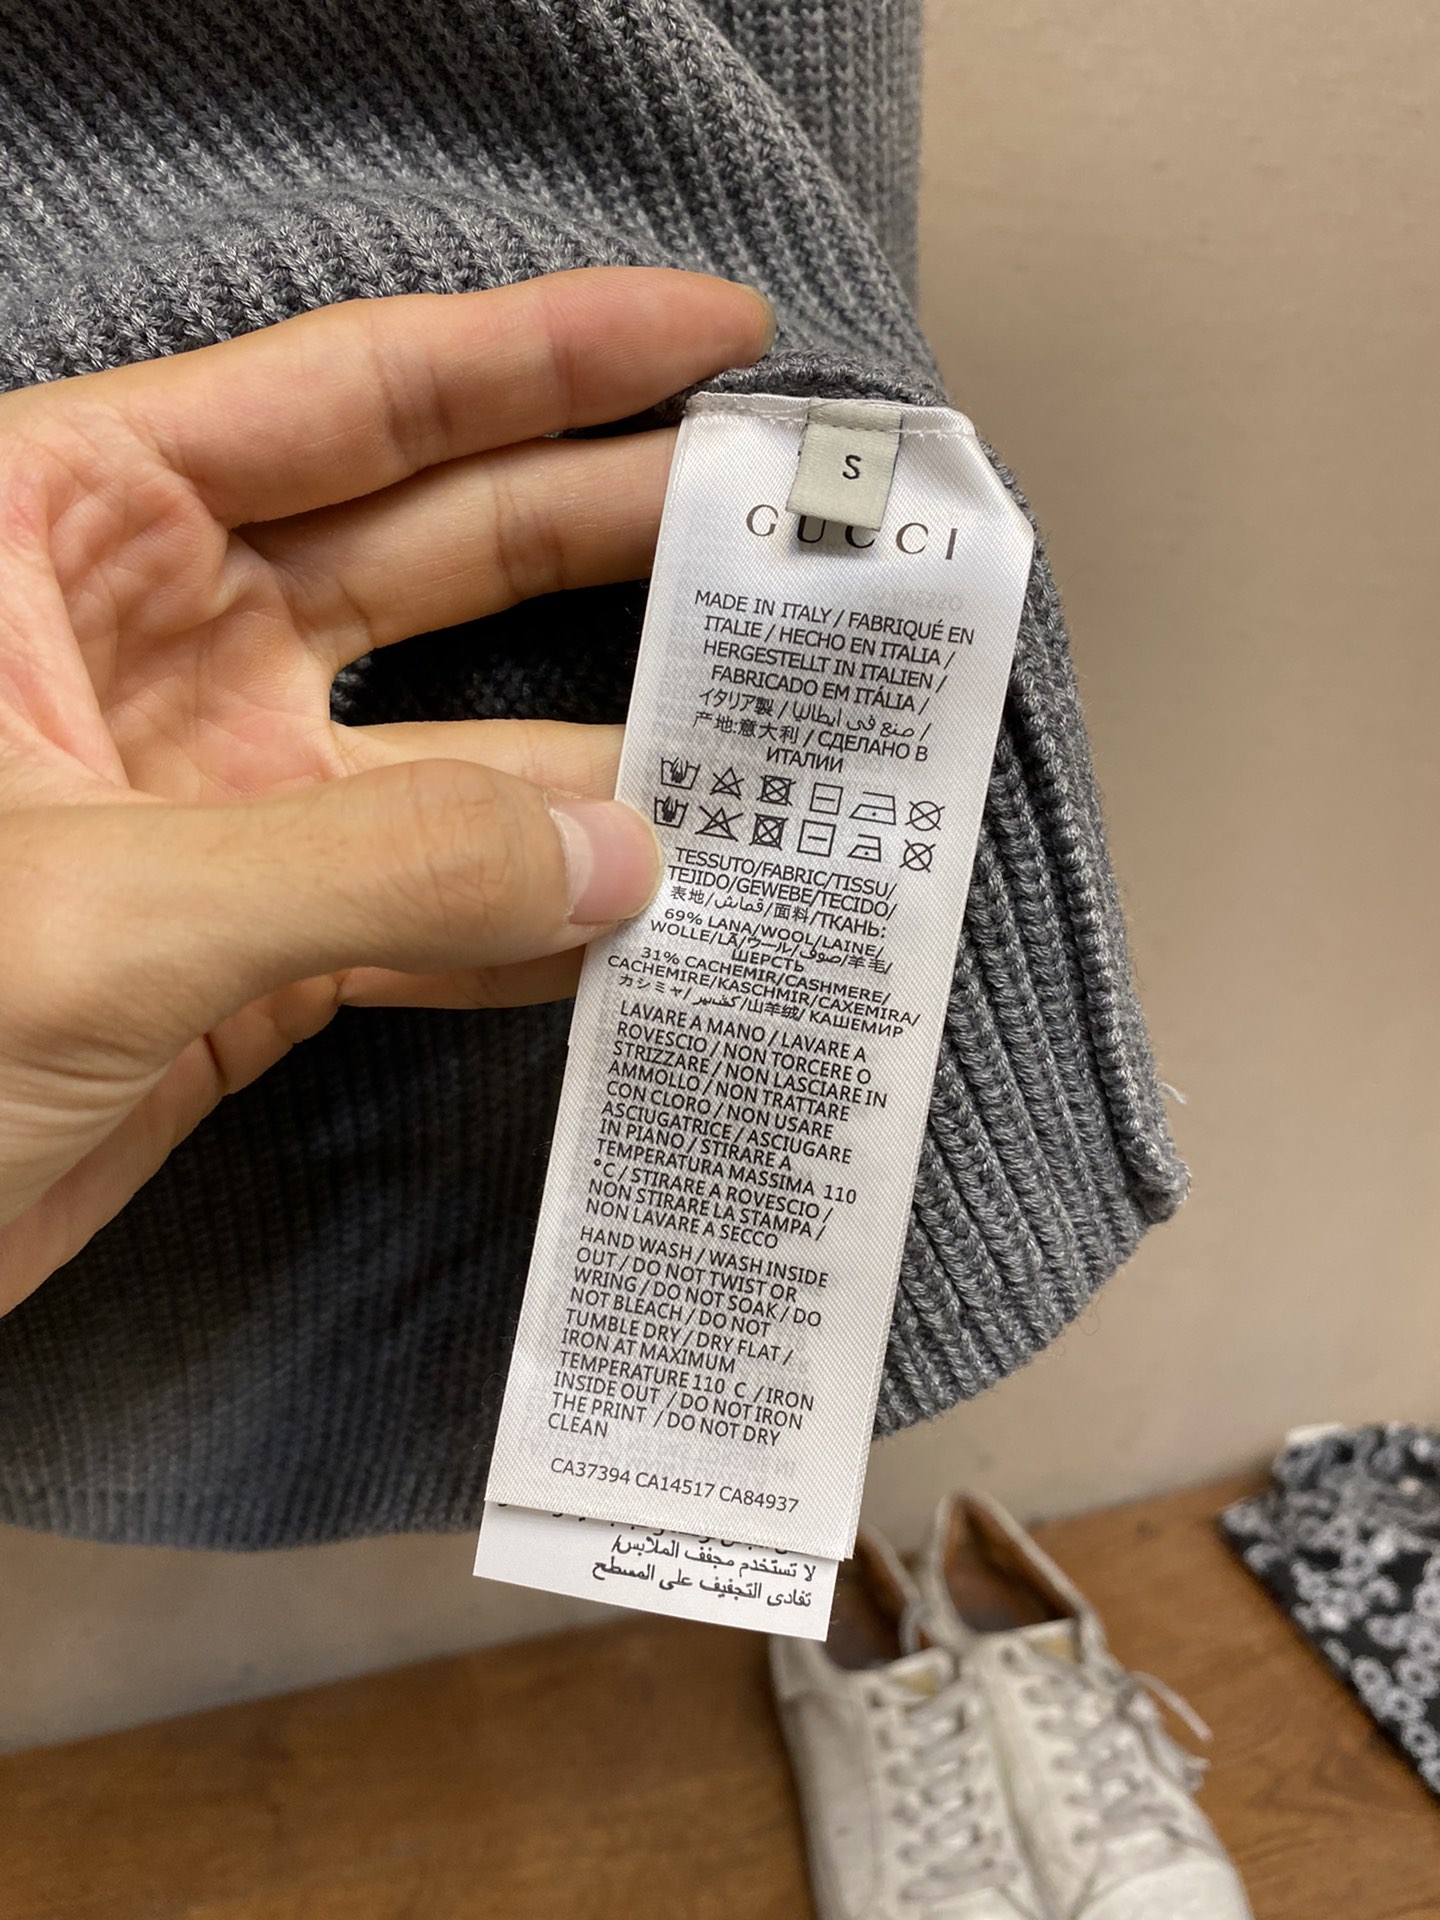 S
GUCCI
MADE IN ITALY / FABRIQUÉ EN
ITALIE / HECHO EN ITALIA /
HERGESTELLT IN ITALIEN /
FABRICADO EM ITÁLIA /
イタリア製 / صنع في ايطاليا /
产地:意大利 / СДЕЛАНО В
ИТАЛИИ
TESSUTO/FABRIC/TISSU/
TEJIDO/GEWEBE/TECIDO/
表地/قماش/面料/ТКАНЬ:
69% LANA/WOOL/LAINE/
WOLLE/LÃ/ウール/صوف/羊毛/
ШЕРСТЬ
31% CACHEMIR/CASHMERE/
CACHEMIRE/KASCHMIR/CAXEMIRA/
カシミヤ/كشمير/山羊绒/ КАШЕМИР
LAVARE A MANO / LAVARE A
ROVESCIO / NON TORCERE O
STRIZZARE / NON LASCIARE IN
AMMOLLO / NON TRATTARE
CON CLORO / NON USARE
ASCIUGATRICE / ASCIUGARE
IN PIANO / STIRARE A
TEMPERATURA MASSIMA 110
°C / STIRARE A ROVESCIO /
NON STIRARE LA STAMPA /
NON LAVARE A SECCO
HAND WASH / WASH INSIDE
OUT / DO NOT TWIST OR
WRING / DO NOT SOAK / DO
NOT BLEACH / DO NOT
TUMBLE DRY / DRY FLAT /
IRON AT MAXIMUM
TEMPERATURE 110 C / IRON
INSIDE OUT / DO NOT IRON
THE PRINT / DO NOT DRY
CLEAN
CA37394 CA14517 CA84937
لا تستخدم مجفف الملابس/
تفادى التجفيف على المسطح